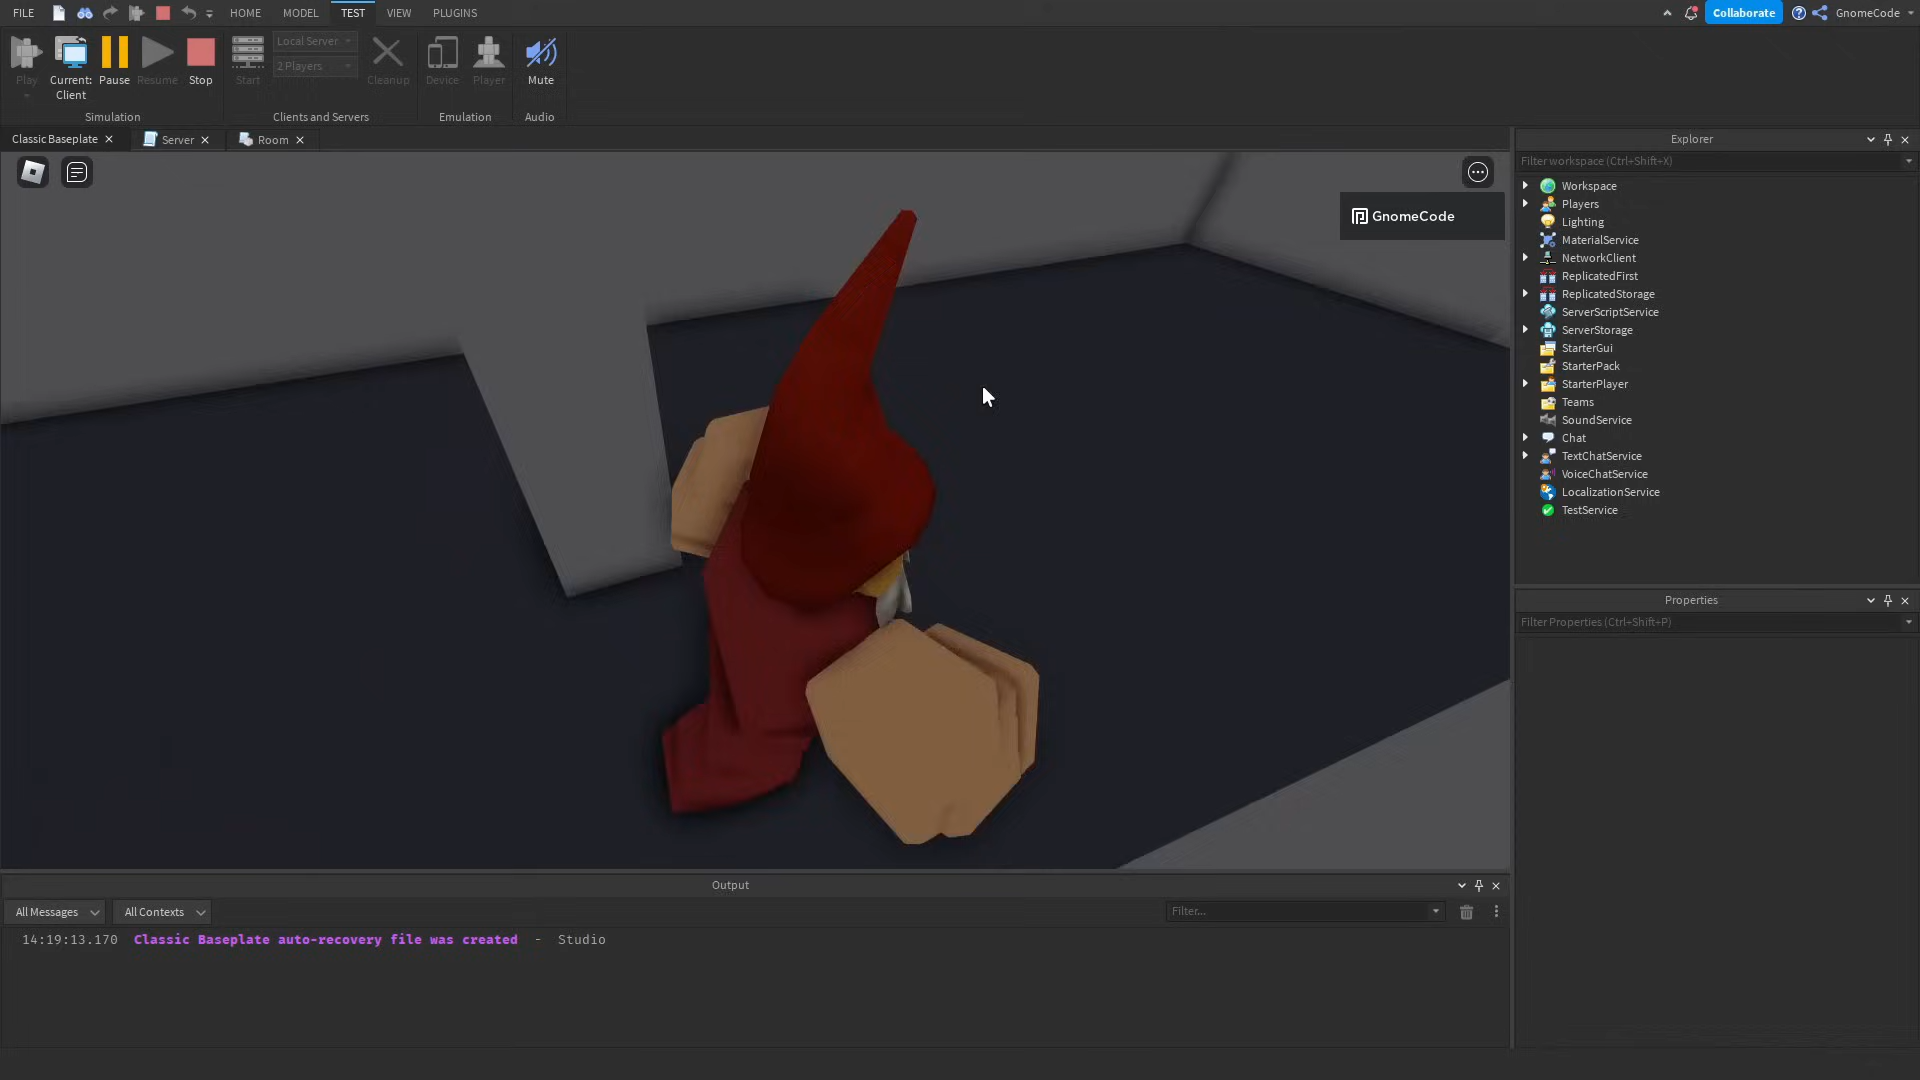 FILE HOME MODEL TEST VIEW PLUGINS Collaborate GnomeCode
Play Current: Client Pause Resume Stop Start Local Server 2 Players Cleanup Device Player Mute
Simulation Clients and Servers Emulation Audio
Classic Baseplate Server Room
GnomeCode
Explorer
Filter workspace (Ctrl+Shift+X)
Workspace
Players
Lighting
MaterialService
NetworkClient
ReplicatedFirst
ReplicatedStorage
ServerScriptService
ServerStorage
StarterGui
StarterPack
StarterPlayer
Teams
SoundService
Chat
TextChatService
VoiceChatService
LocalizationService
TestService
Properties
Filter Properties (Ctrl+Shift+P)
Output
All Messages All Contexts Filter...
14:19:13.170 Classic Baseplate auto-recovery file was created - Studio